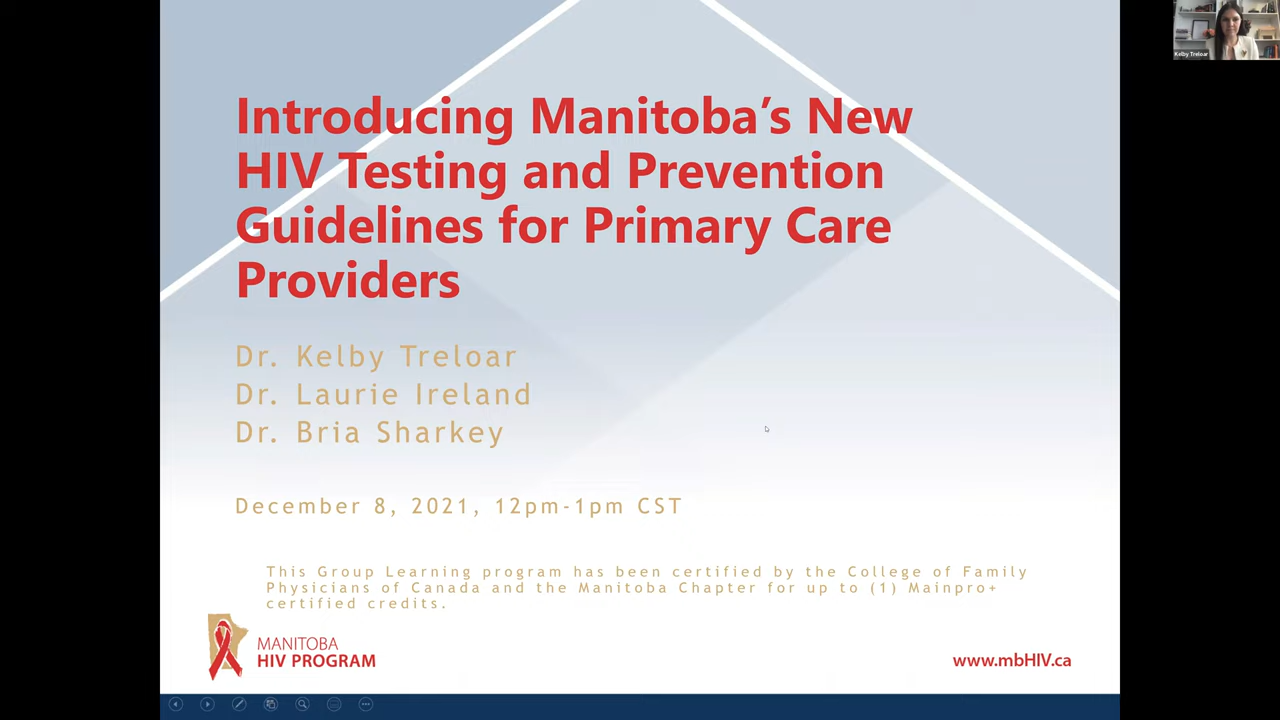 Kelby Treloar
Introducing Manitoba's New
HIV Testing and Prevention
Guidelines for Primary Care
Providers
Dr. Kelby Treloar
Dr. Laurie Ireland
Dr. Bria Sharkey
December 8, 2021, 12pm-1pm CST
This Group Learning program has been certified by the College of Family
Physicians of Canada and the Manitoba Chapter for up to (1) Mainpro+
certified credits.
MANITOBA
HIV PROGRAM
www.mbHIV.ca